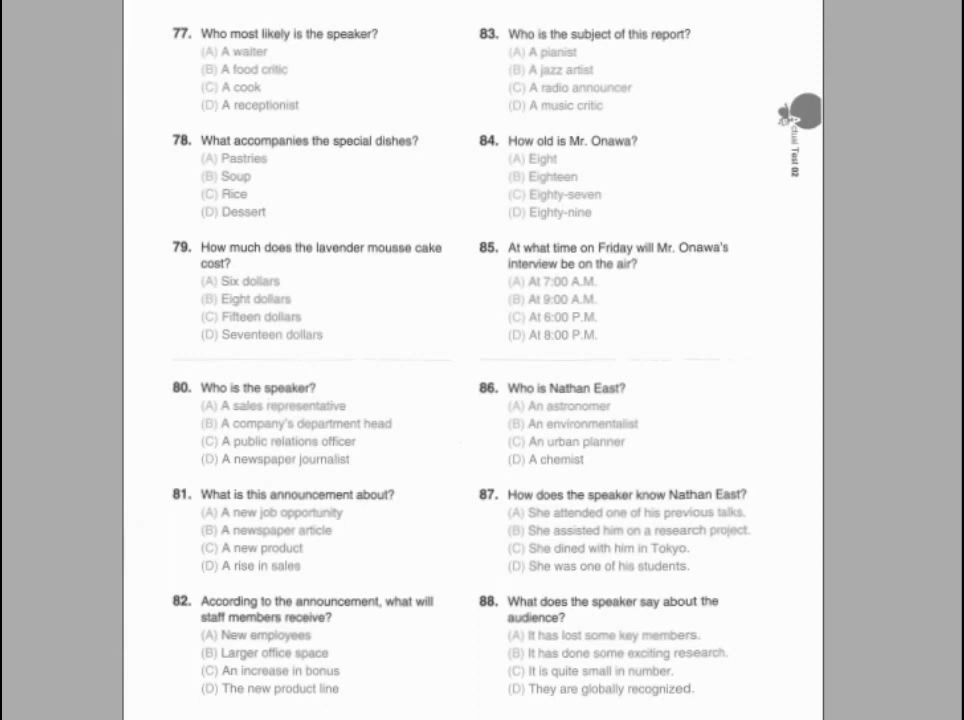 77. Who most likely is the speaker?
(A) A waiter
(B) A food critic
(C) A cook
(D) A receptionist
78. What accompanies the special dishes?
(A) Pastries
(B) Soup
(C) Rice
(D) Dessert
79. How much does the lavender mousse cake
cost?
(A) Six dollars
(B) Eight dollars
(C) Fifteen dollars
(D) Seventeen dollars
80. Who is the speaker?
(A) A sales representative
(B) A company's department head
(C) A public relations officer
(D) A newspaper journalist
81. What is this announcement about?
(A) A new job opportunity
(B) A newspaper article
(C) A new product
(D) A rise in sales
82. According to the announcement, what will
staff members receive?
(A) New employees
(B) Larger office space
(C) An increase in bonus
(D) The new product line
83. Who is the subject of this report?
(A) A pianist
(B) A jazz artist
(C) A radio announcer
(D) A music critic
84. How old is Mr. Onawa?
(A) Eight
(B) Eighteen
(C) Eighty-seven
(D) Eighty-nine
85. At what time on Friday will Mr. Onawa's
interview be on the air?
(A) At 7:00 A.M.
(B) At 9:00 A.M.
(C) At 6:00 P.M.
(D) At 8:00 P.M.
86. Who is Nathan East?
(A) An astronomer
(B) An environmentalist
(C) An urban planner
(D) A chemist
87. How does the speaker know Nathan East?
(A) She attended one of his previous talks.
(B) She assisted him on a research project.
(C) She dined with him in Tokyo.
(D) She was one of his students.
88. What does the speaker say about the
audience?
(A) It has lost some key members.
(B) It has done some exciting research.
(C) It is quite small in number.
(D) They are globally recognized.
Actual Test 02